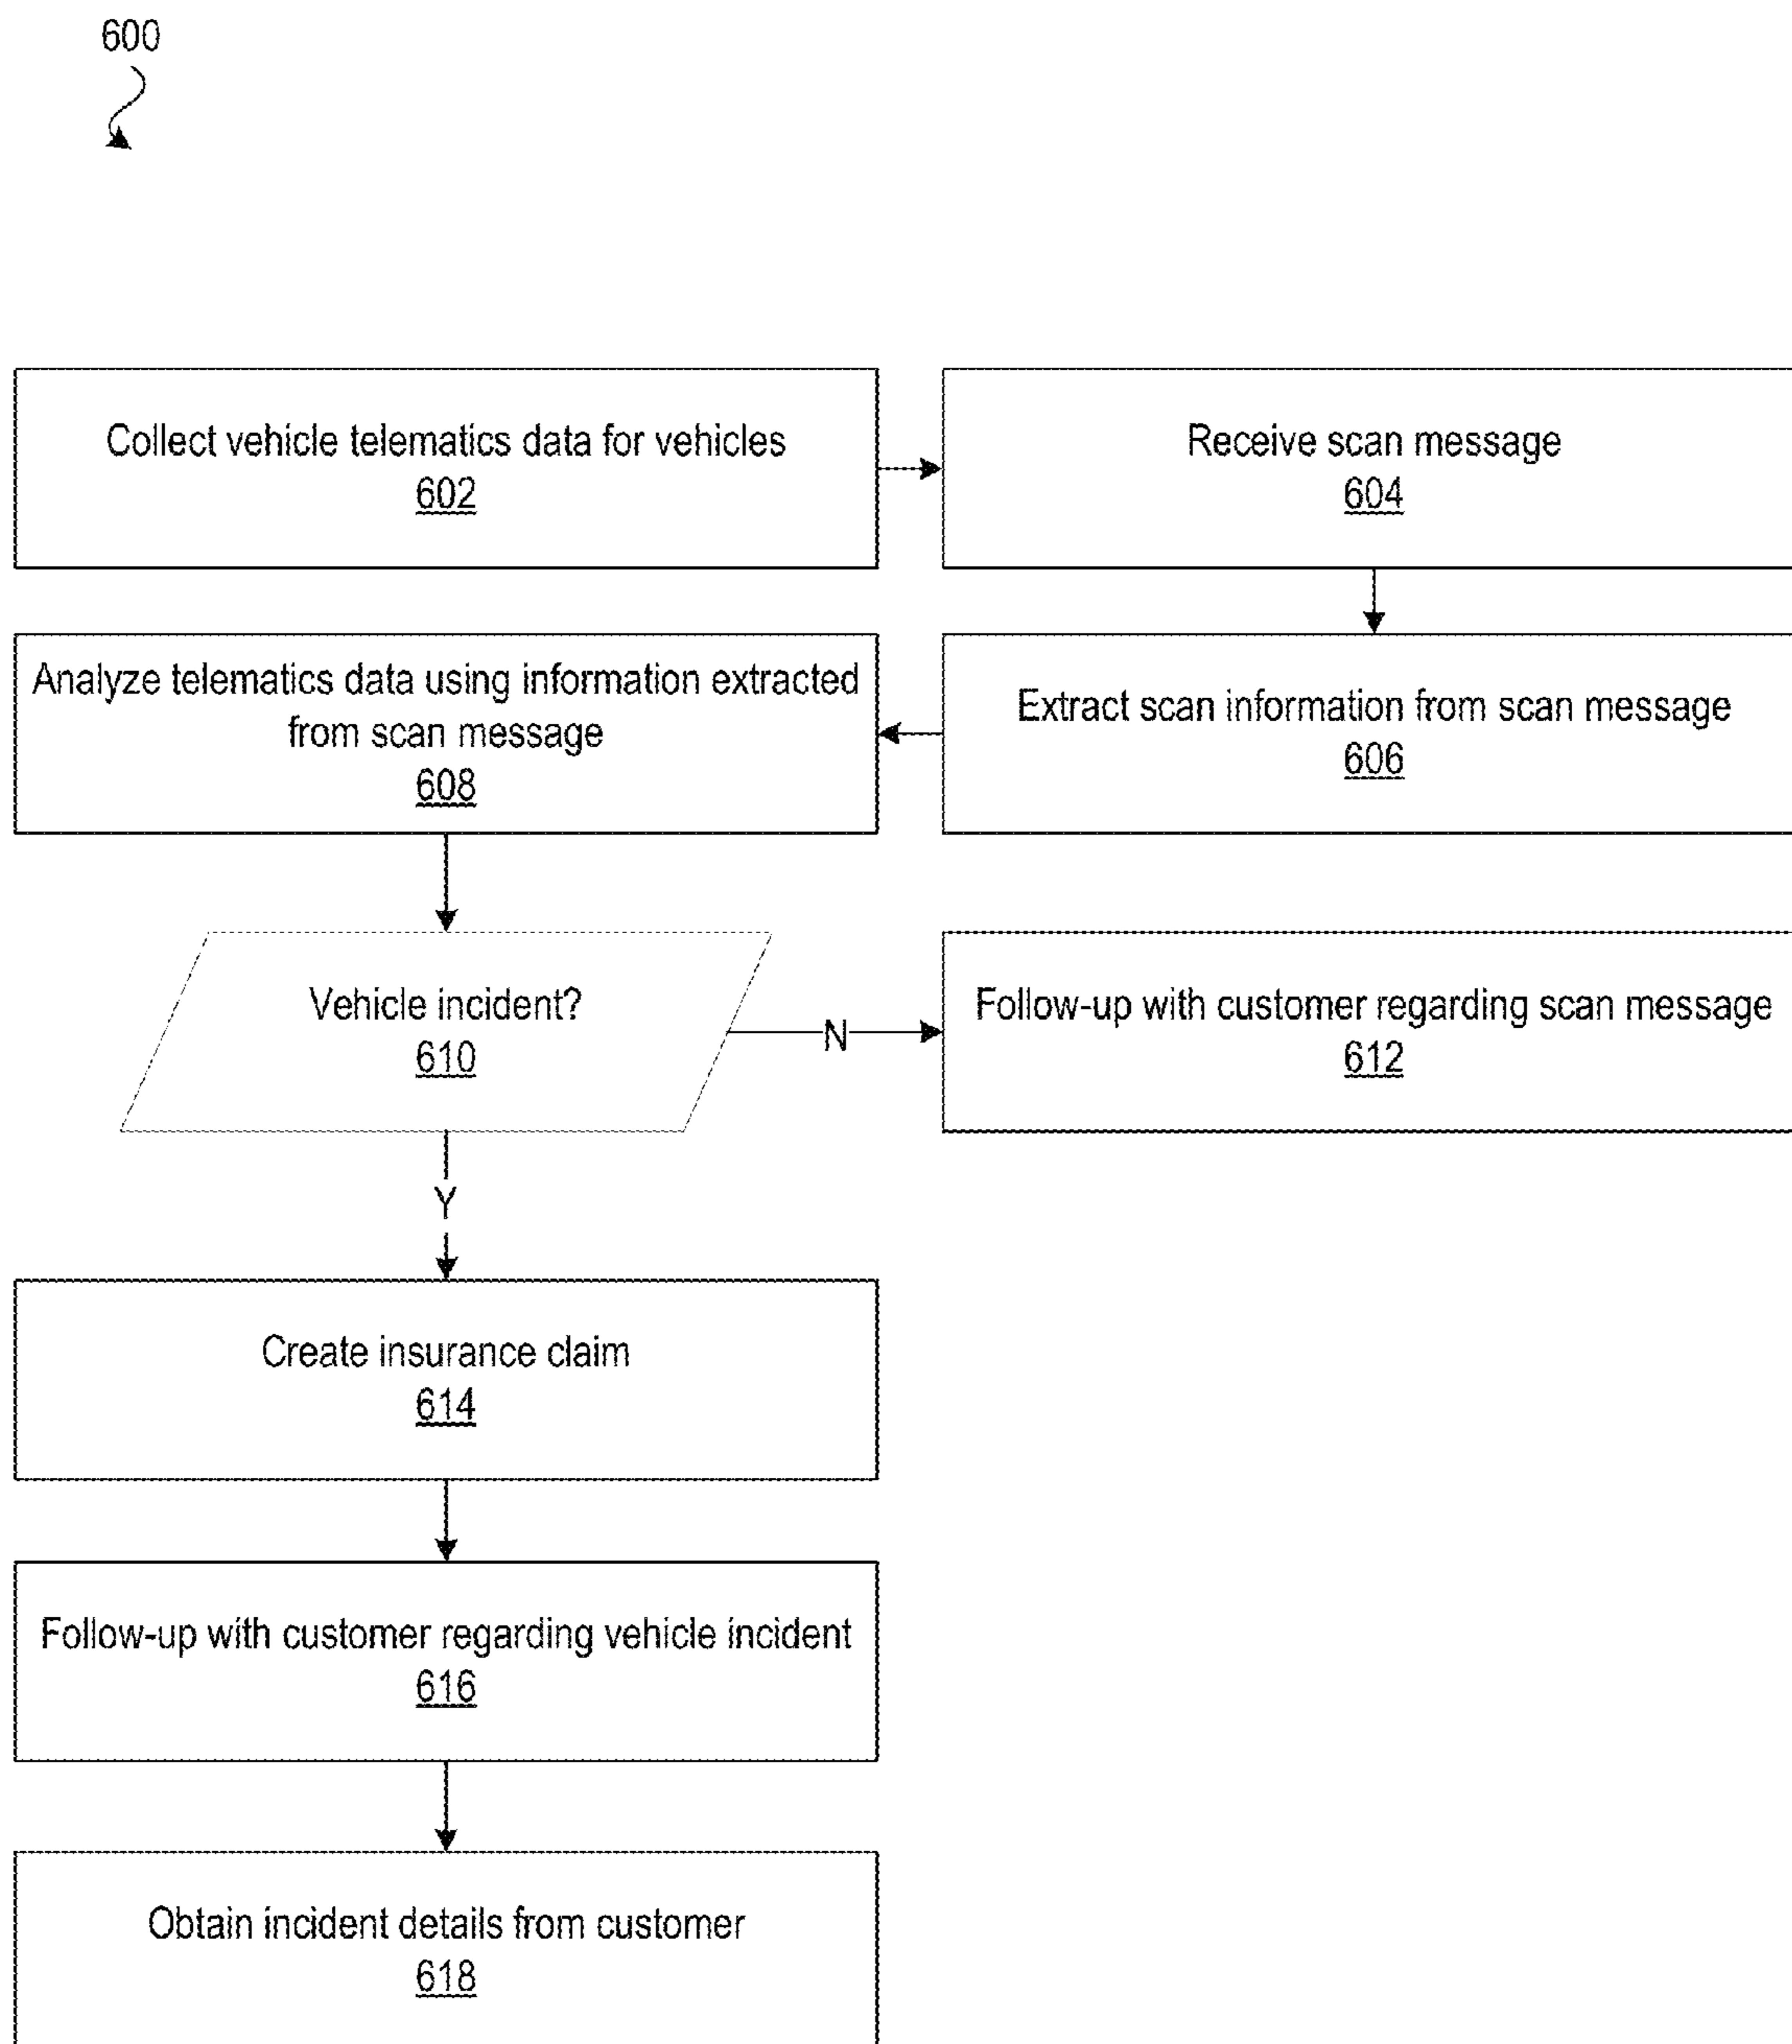 600
Collect vehicle telematics data for vehicles
602
Receive scan message
604
Extract scan information from scan message
606
Analyze telematics data using information extracted
from scan message
608
Vehicle incident?
610
N
Follow-up with customer regarding scan message
612
Y
Create insurance claim
614
Follow-up with customer regarding vehicle incident
616
Obtain incident details from customer
618